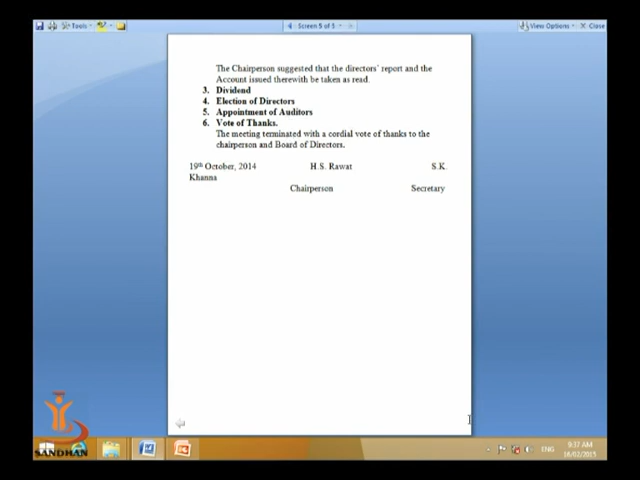 Tools
Screen 5 of 5
View Options
Close
The Chairperson suggested that the directors' report and the
Account issued therewith be taken as read.
3. Dividend
4. Election of Directors
5. Appointment of Auditors
6. Vote of Thanks.
The meeting terminated with a cordial vote of thanks to the
chairperson and Board of Directors.
19th October, 2014 H.S. Rawat S.K.
Khanna
Chairperson Secretary
SANDHAN
ENG
9:37 AM
16/02/2015